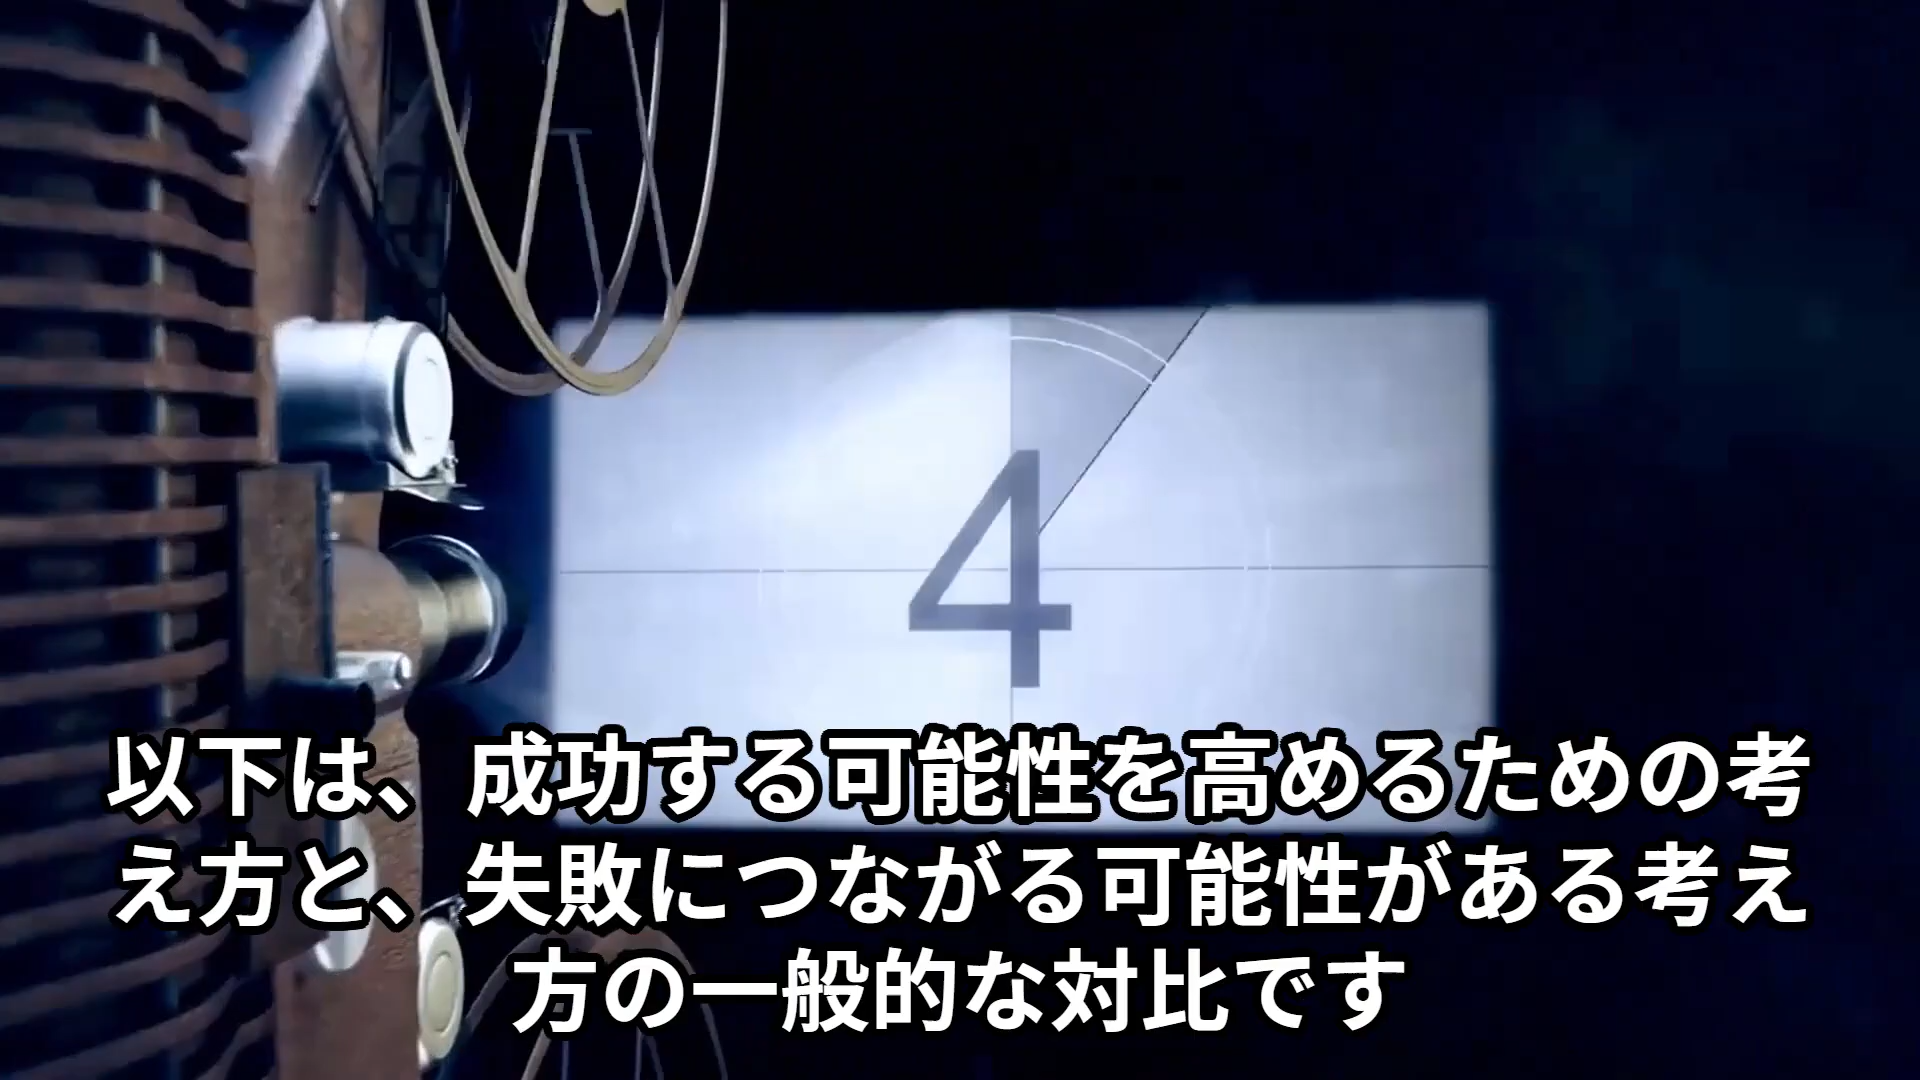 4
以下は、成功する可能性を高めるための考
え方と、失敗につながる可能性がある考え
方の一般的な対比です